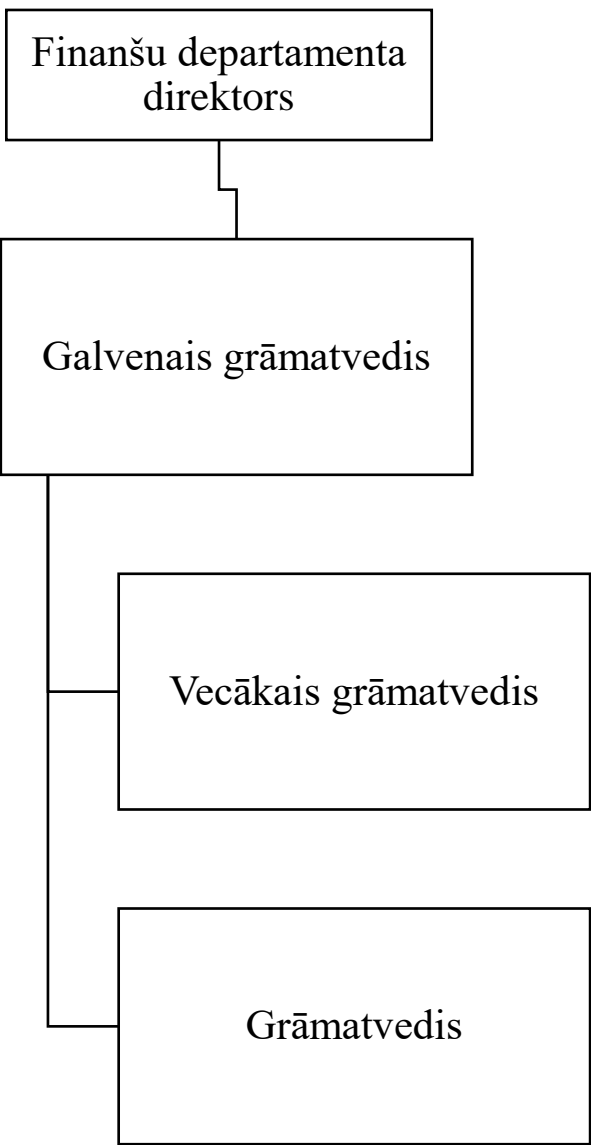 Finanšu departamenta
direktors
Galvenais grāmatvedis
Vecākais grāmatvedis
Grāmatvedis